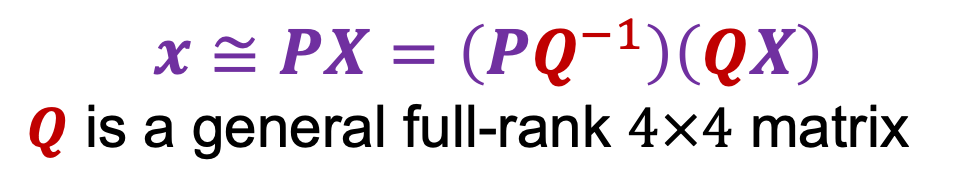 x ≅ PX = (PQ⁻¹)(QX)
Q is a general full-rank 4×4 matrix